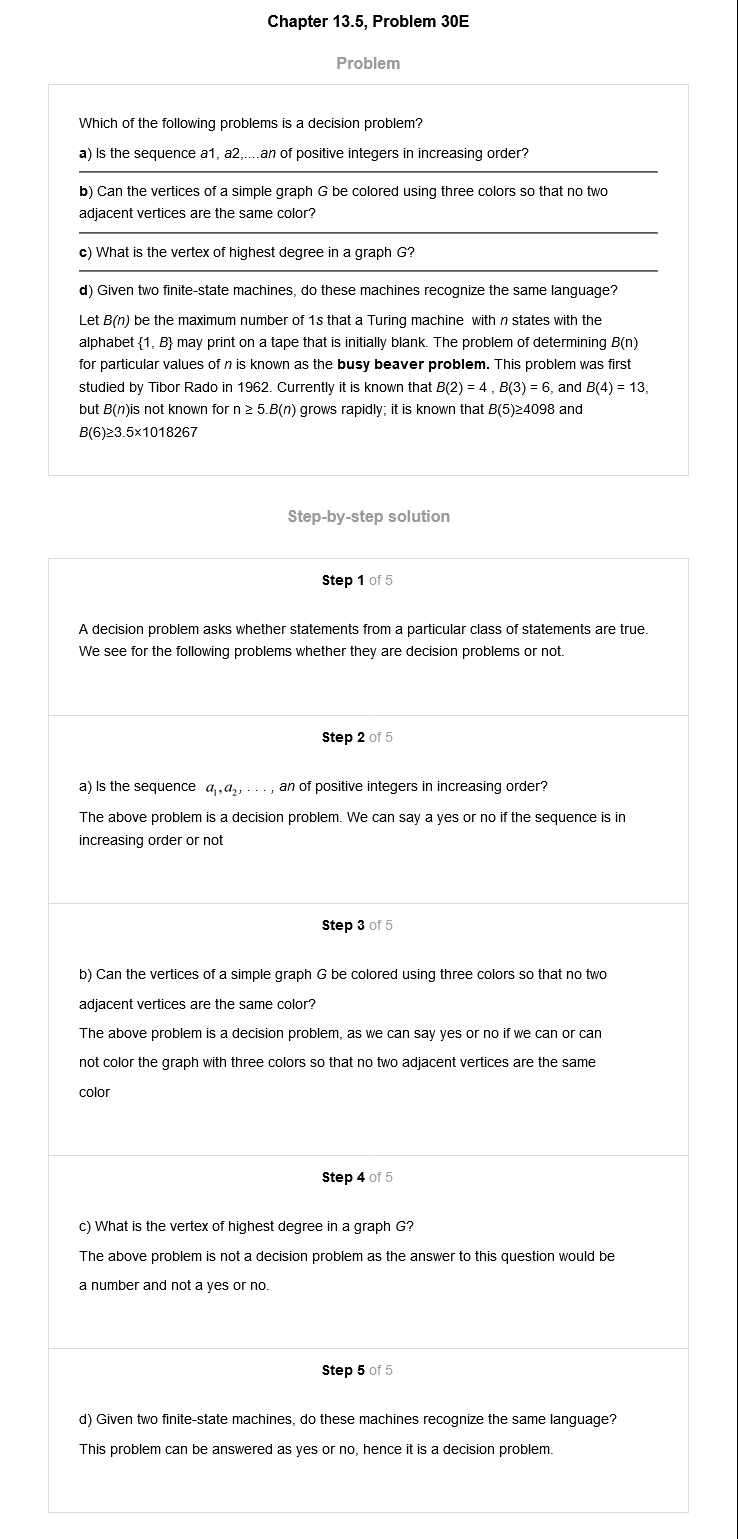 Chapter 13.5, Problem 30E
Problem
Which of the following problems is a decision problem?
a) Is the sequence a1, a2,....an of positive integers in increasing order?
b) Can the vertices of a simple graph G be colored using three colors so that no two
adjacent vertices are the same color?
c) What is the vertex of highest degree in a graph G?
d) Given two finite-state machines, do these machines recognize the same language?
Let B(n) be the maximum number of 1s that a Turing machine with n states with the
alphabet {1, B} may print on a tape that is initially blank. The problem of determining B(n)
for particular values of n is known as the busy beaver problem. This problem was first
studied by Tibor Rado in 1962. Currently it is known that B(2) = 4 , B(3) = 6, and B(4) = 13,
but B(n)is not known for n ≥ 5.B(n) grows rapidly; it is known that B(5)≥4098 and
B(6)≥3.5×1018267
Step-by-step solution
Step 1 of 5
A decision problem asks whether statements from a particular class of statements are true.
We see for the following problems whether they are decision problems or not.
Step 2 of 5
a) Is the sequence a₁,a₂, . . . , an of positive integers in increasing order?
The above problem is a decision problem. We can say a yes or no if the sequence is in
increasing order or not
Step 3 of 5
b) Can the vertices of a simple graph G be colored using three colors so that no two
adjacent vertices are the same color?
The above problem is a decision problem, as we can say yes or no if we can or can
not color the graph with three colors so that no two adjacent vertices are the same
color
Step 4 of 5
c) What is the vertex of highest degree in a graph G?
The above problem is not a decision problem as the answer to this question would be
a number and not a yes or no.
Step 5 of 5
d) Given two finite-state machines, do these machines recognize the same language?
This problem can be answered as yes or no, hence it is a decision problem.